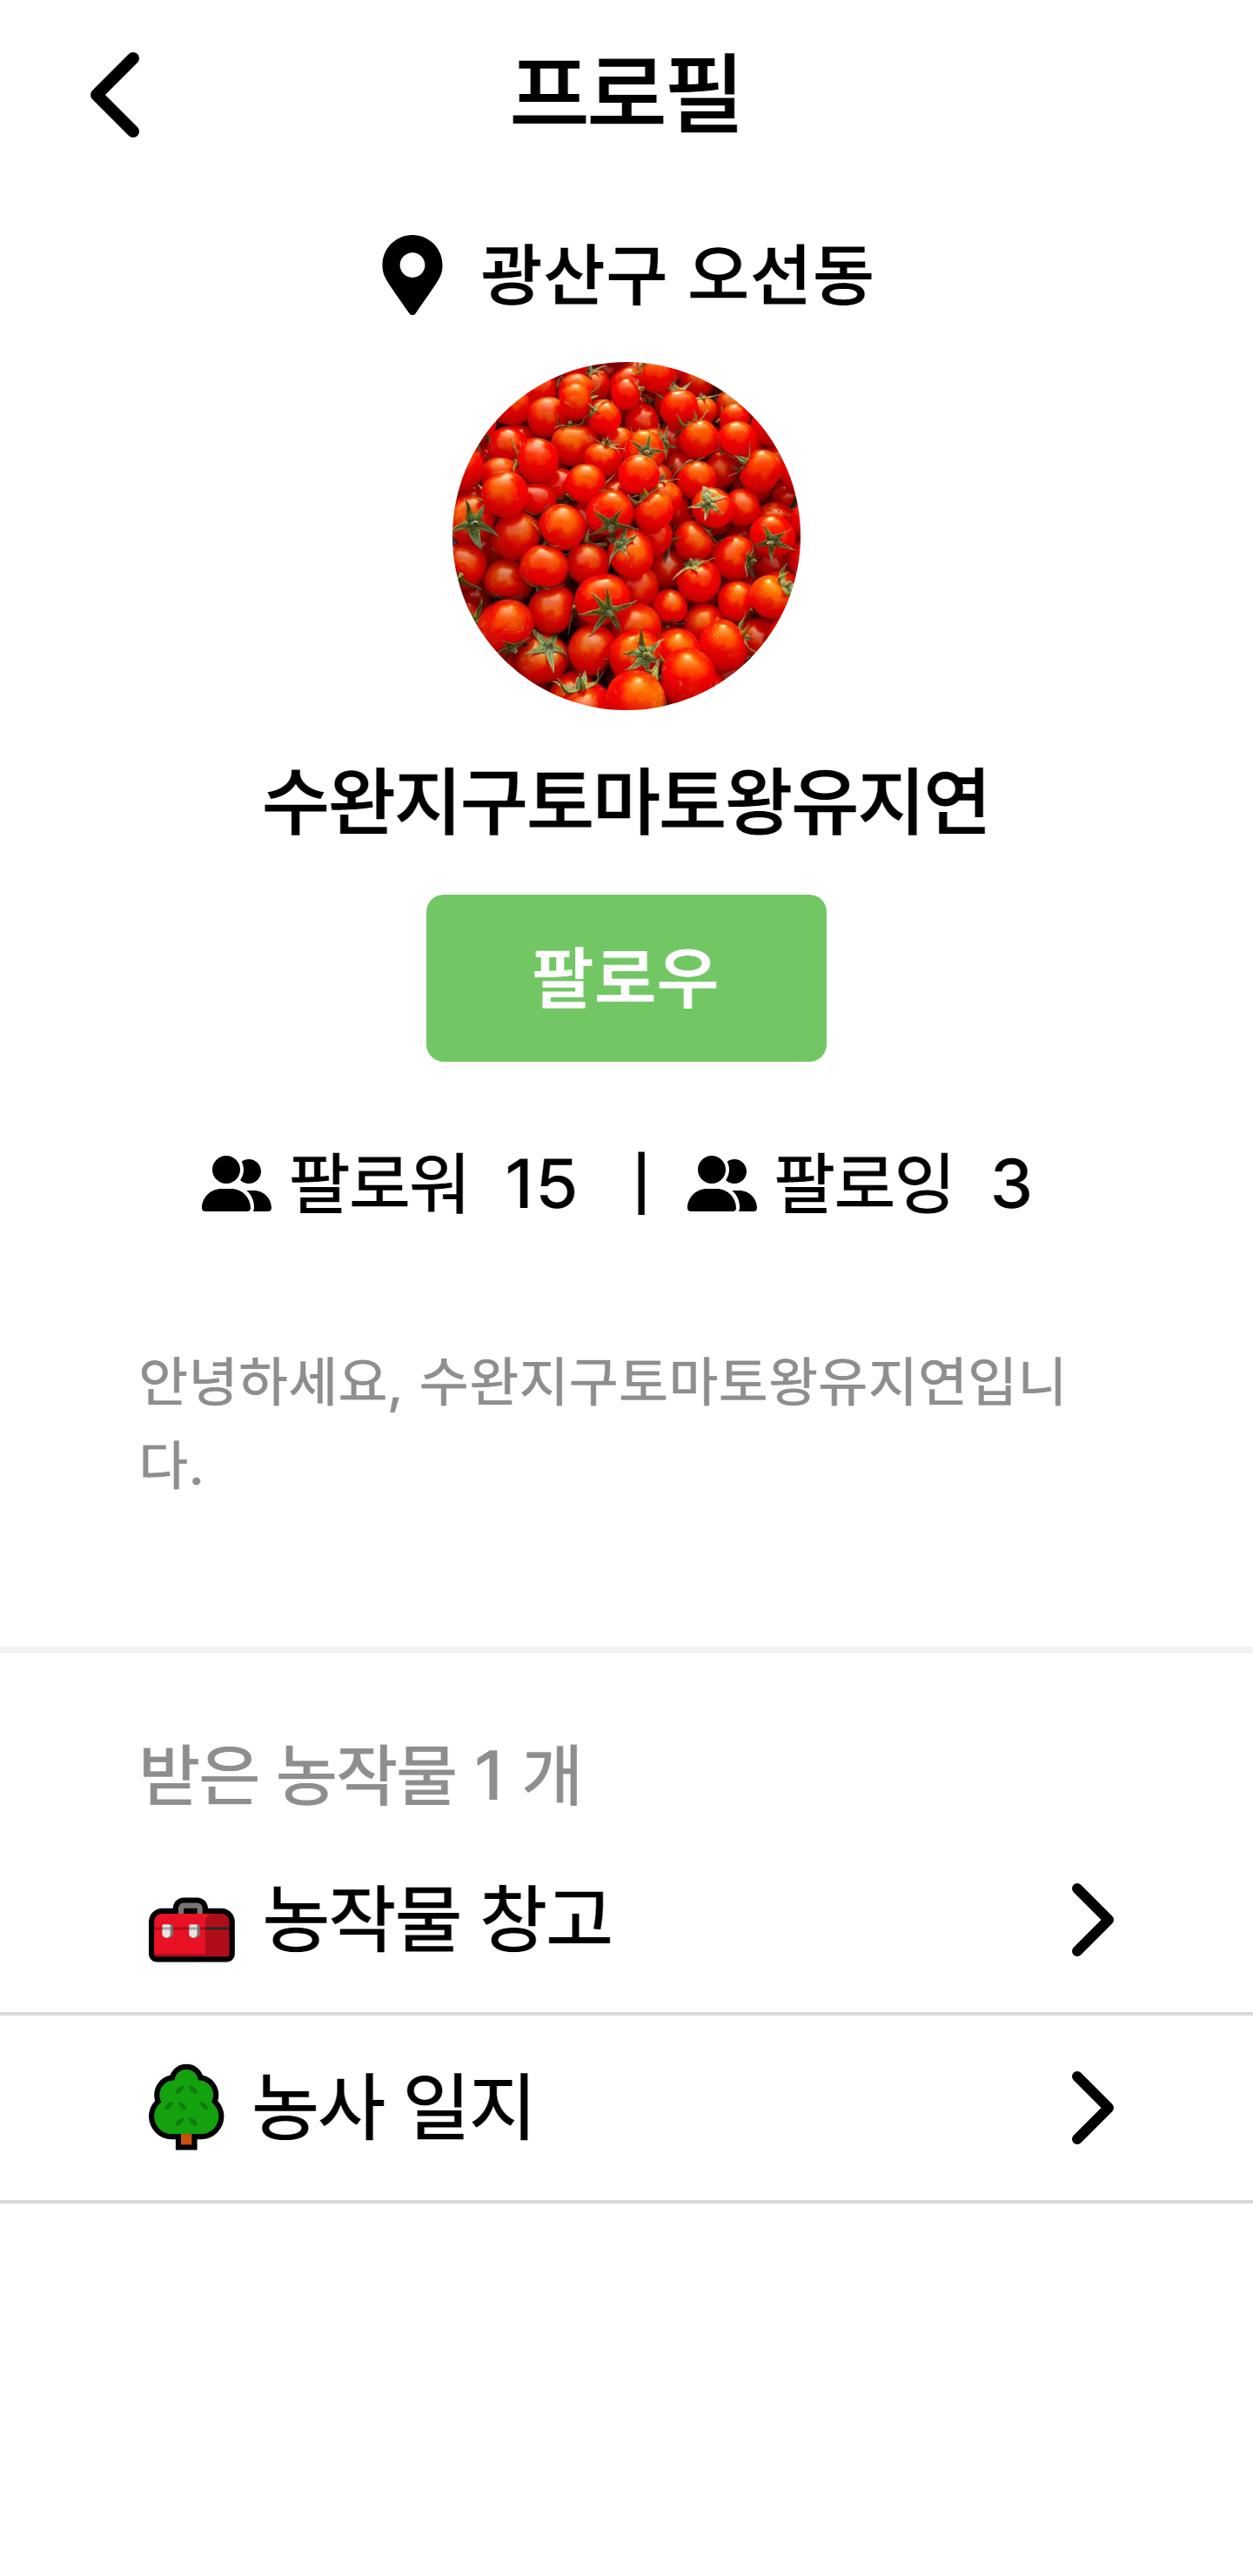 프로필
광산구 오선동
수완지구토마토왕유지연
팔로우
팔로워 15 | 팔로잉 3
안녕하세요, 수완지구토마토왕유지연입니
다.
받은 농작물 1 개
농작물 창고
농사 일지